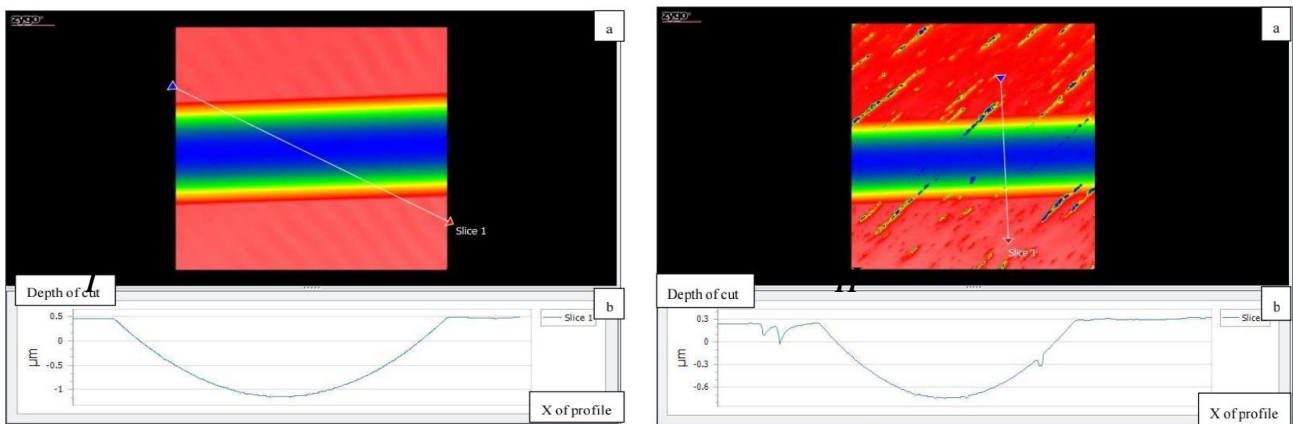 zygo
a
Slice 1
I
Depth of cut
b
0.5
0
-0.5
-1
µm
Slice 1
X of profile
zygo
a
Slice 1
II
Depth of cut
b
0.3
0
-0.3
-0.6
µm
Slice
X of profile